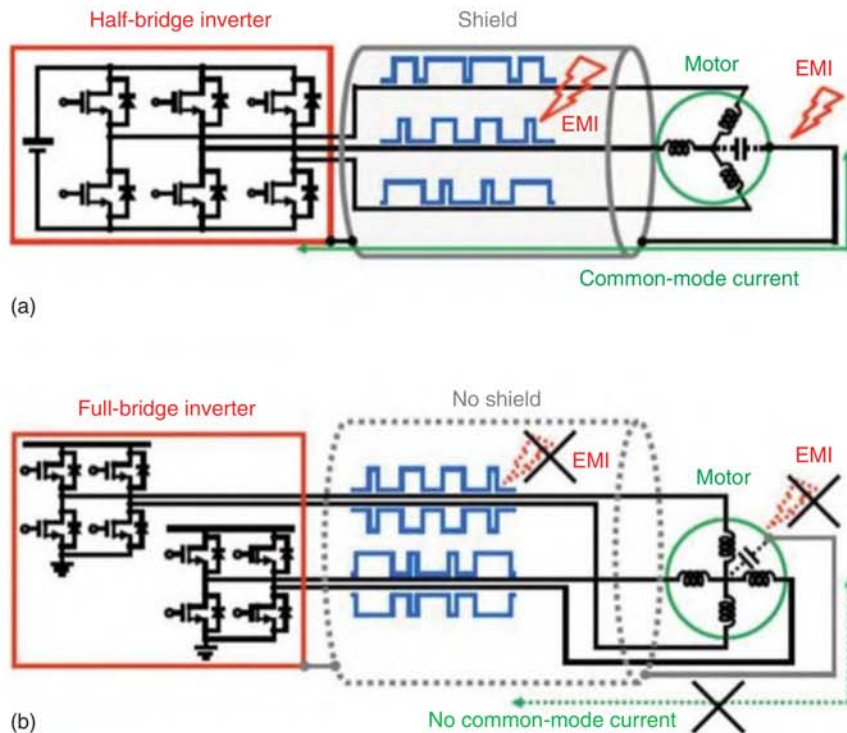 Half-bridge inverter
Shield
Motor
EMI
EMI
Common-mode current
(a)
Full-bridge inverter
No shield
EMI
Motor
EMI
No common-mode current
(b)